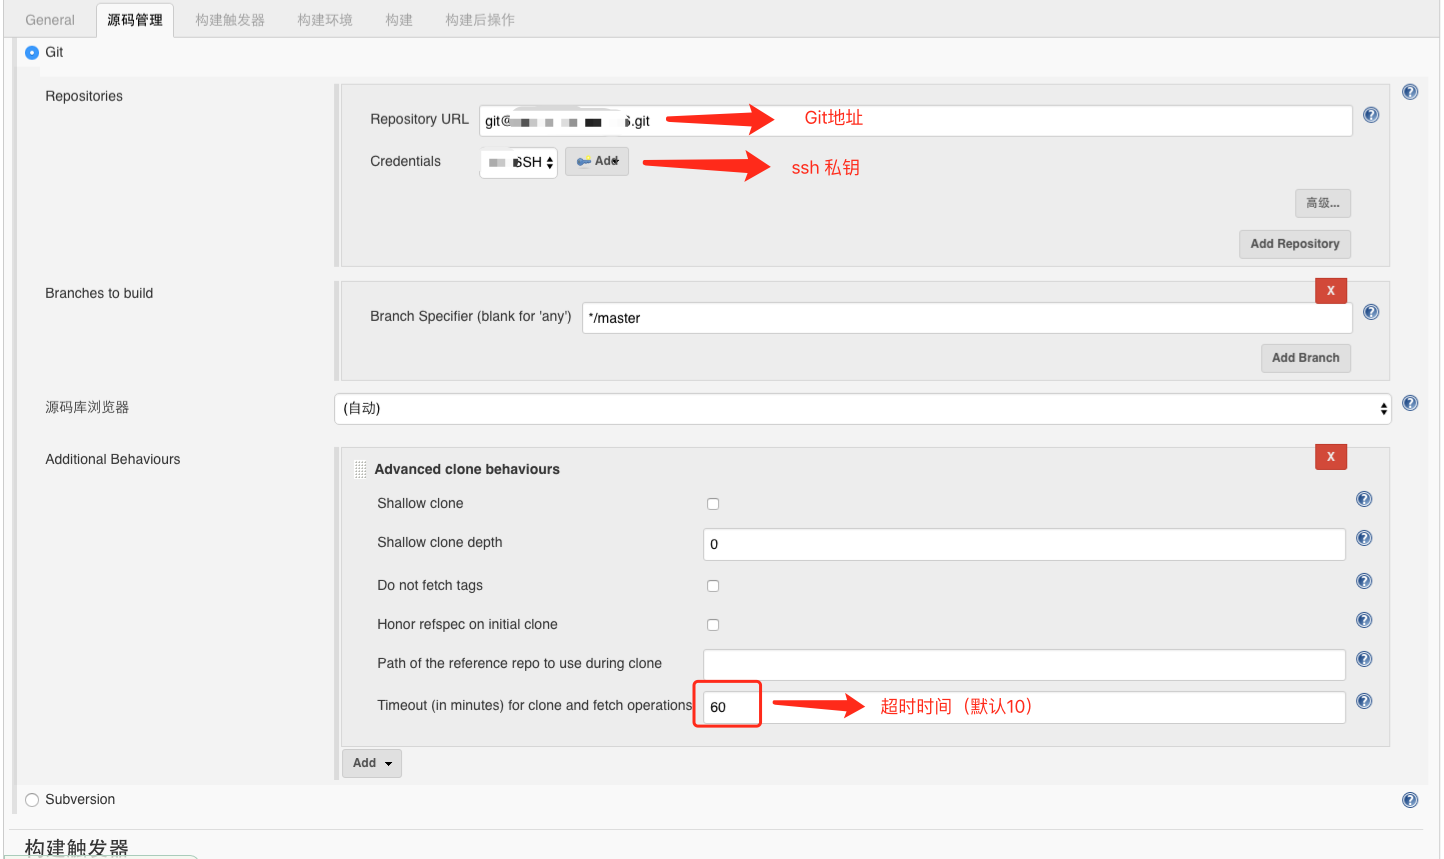 General 源码管理 构建触发器 构建环境 构建 构建后操作
Git
Repositories
Repository URL git@ .git Git地址
Credentials SSH Add ssh 私钥
高级...
Add Repository
Branches to build X
Branch Specifier (blank for 'any') */master
Add Branch
源码库浏览器 (自动)
Additional Behaviours X
Advanced clone behaviours
Shallow clone
Shallow clone depth 0
Do not fetch tags
Honor refspec on initial clone
Path of the reference repo to use during clone
Timeout (in minutes) for clone and fetch operations 60 超时时间（默认10）
Add
Subversion
构建触发器